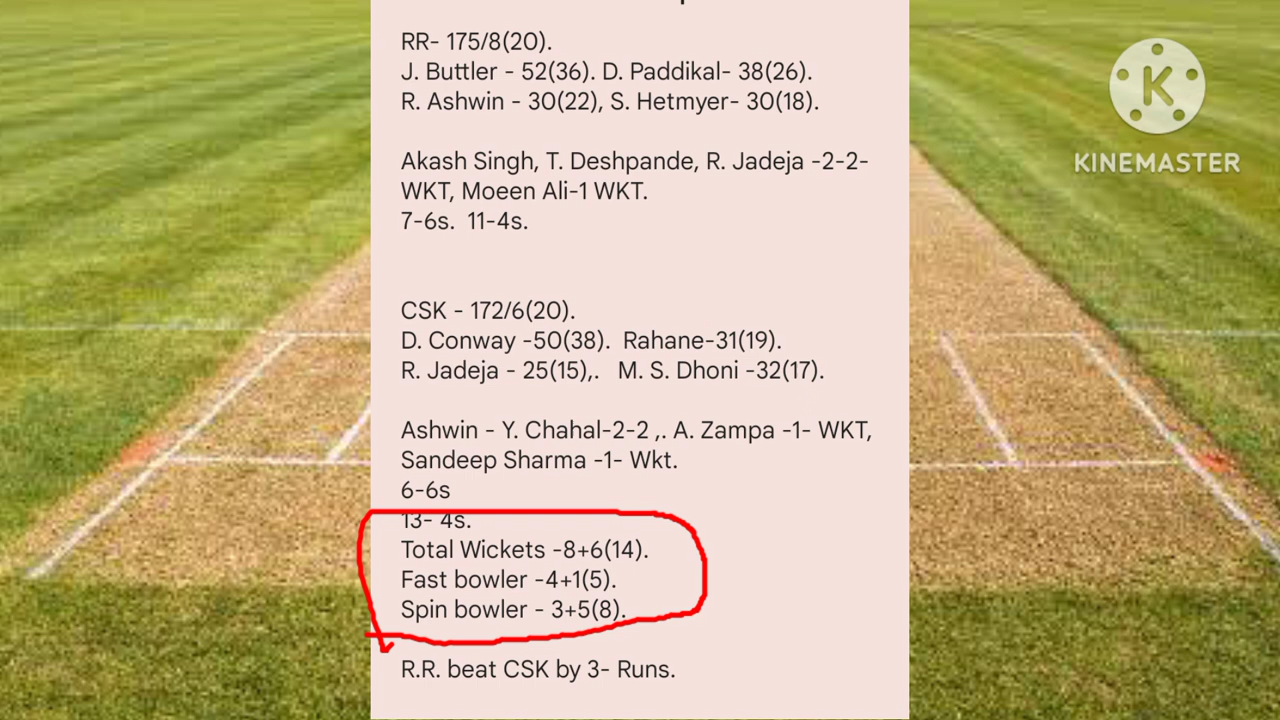 RR- 175/8(20).
J. Buttler - 52(36). D. Paddikal- 38(26).
R. Ashwin - 30(22), S. Hetmyer- 30(18).
Akash Singh, T. Deshpande, R. Jadeja -2-2-
WKT, Moeen Ali-1 WKT.
7-6s.  11-4s.
CSK - 172/6(20).
D. Conway -50(38).  Rahane-31(19).
R. Jadeja - 25(15),.   M. S. Dhoni -32(17).
Ashwin - Y. Chahal-2-2 ,. A. Zampa -1- WKT,
Sandeep Sharma -1- Wkt.
6-6s
13- 4s.
Total Wickets -8+6(14).
Fast bowler -4+1(5).
Spin bowler - 3+5(8).
R.R. beat CSK by 3- Runs.
K
KINEMASTER